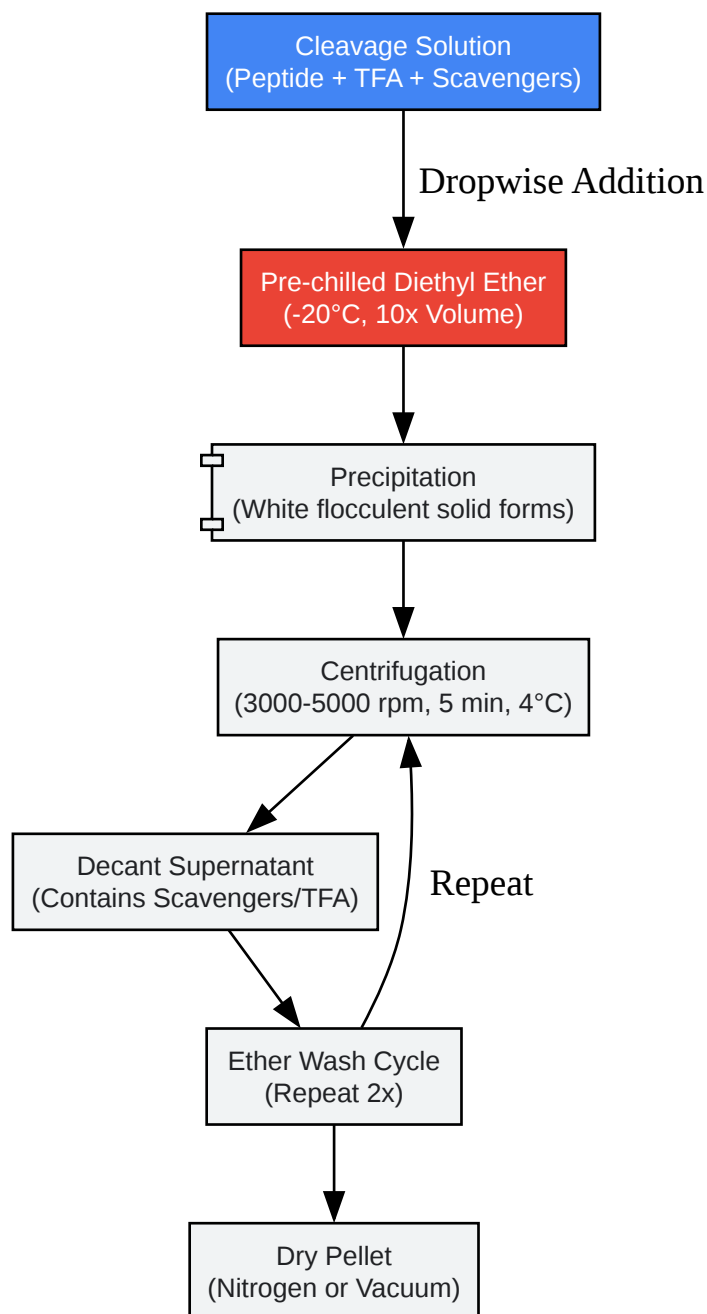 Cleavage Solution
(Peptide + TFA + Scavengers)
Dropwise Addition
Pre-chilled Diethyl Ether
(-20°C, 10x Volume)
Precipitation
(White flocculent solid forms)
Centrifugation
(3000-5000 rpm, 5 min, 4°C)
Decant Supernatant
(Contains Scavengers/TFA)
Repeat
Ether Wash Cycle
(Repeat 2x)
Dry Pellet
(Nitrogen or Vacuum)